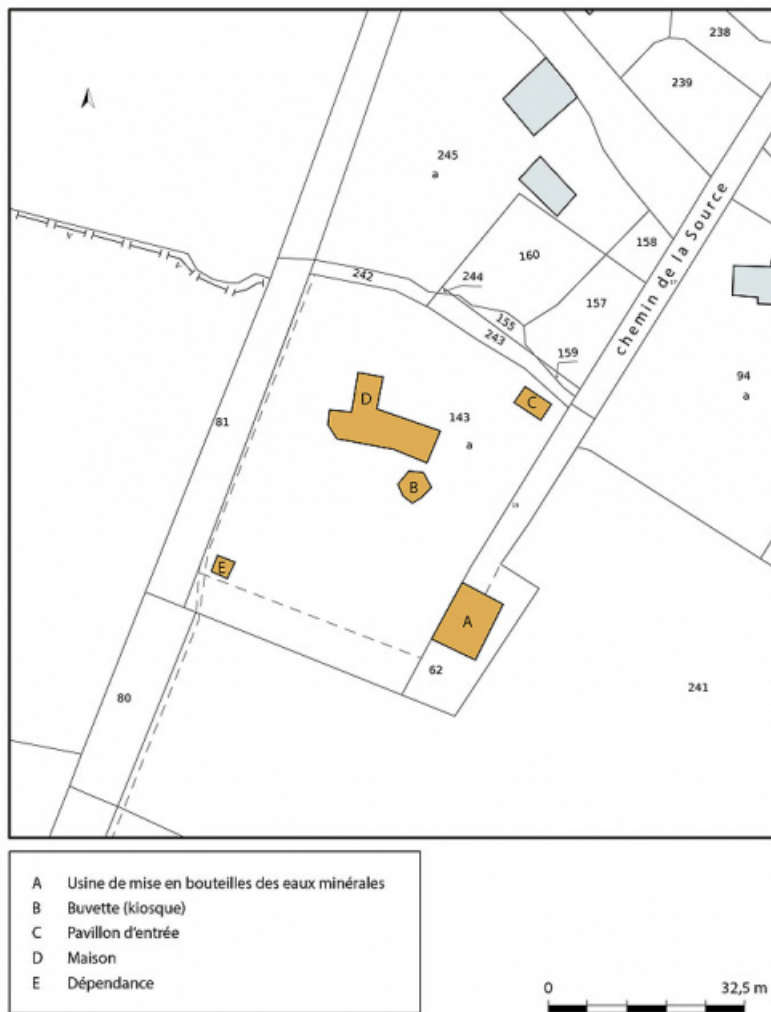 238
239
245
a
160
158
chemin de la Source
17
242
244
157
155
243
159
94
a
D
C
143
a
81
B
E
A
62
80
241
A Usine de mise en bouteilles des eaux minérales
B Buvette (kiosque)
C Pavillon d'entrée
D Maison
E Dépendance
0 32,5 m